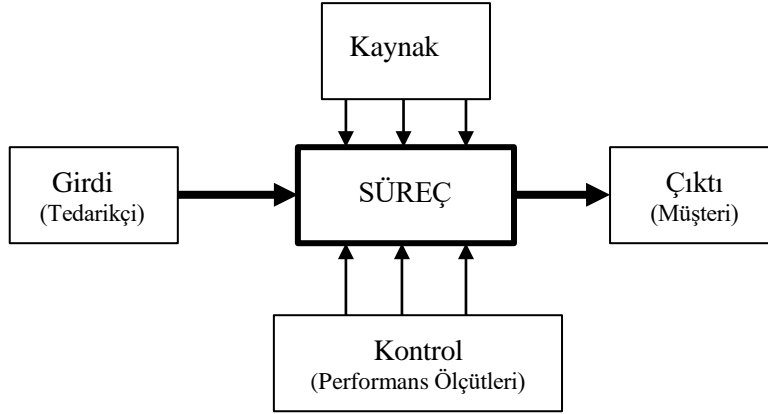 Kaynak
Girdi
(Tedarikçi)
SÜREÇ
Çıktı
(Müşteri)
Kontrol
(Performans Ölçütleri)